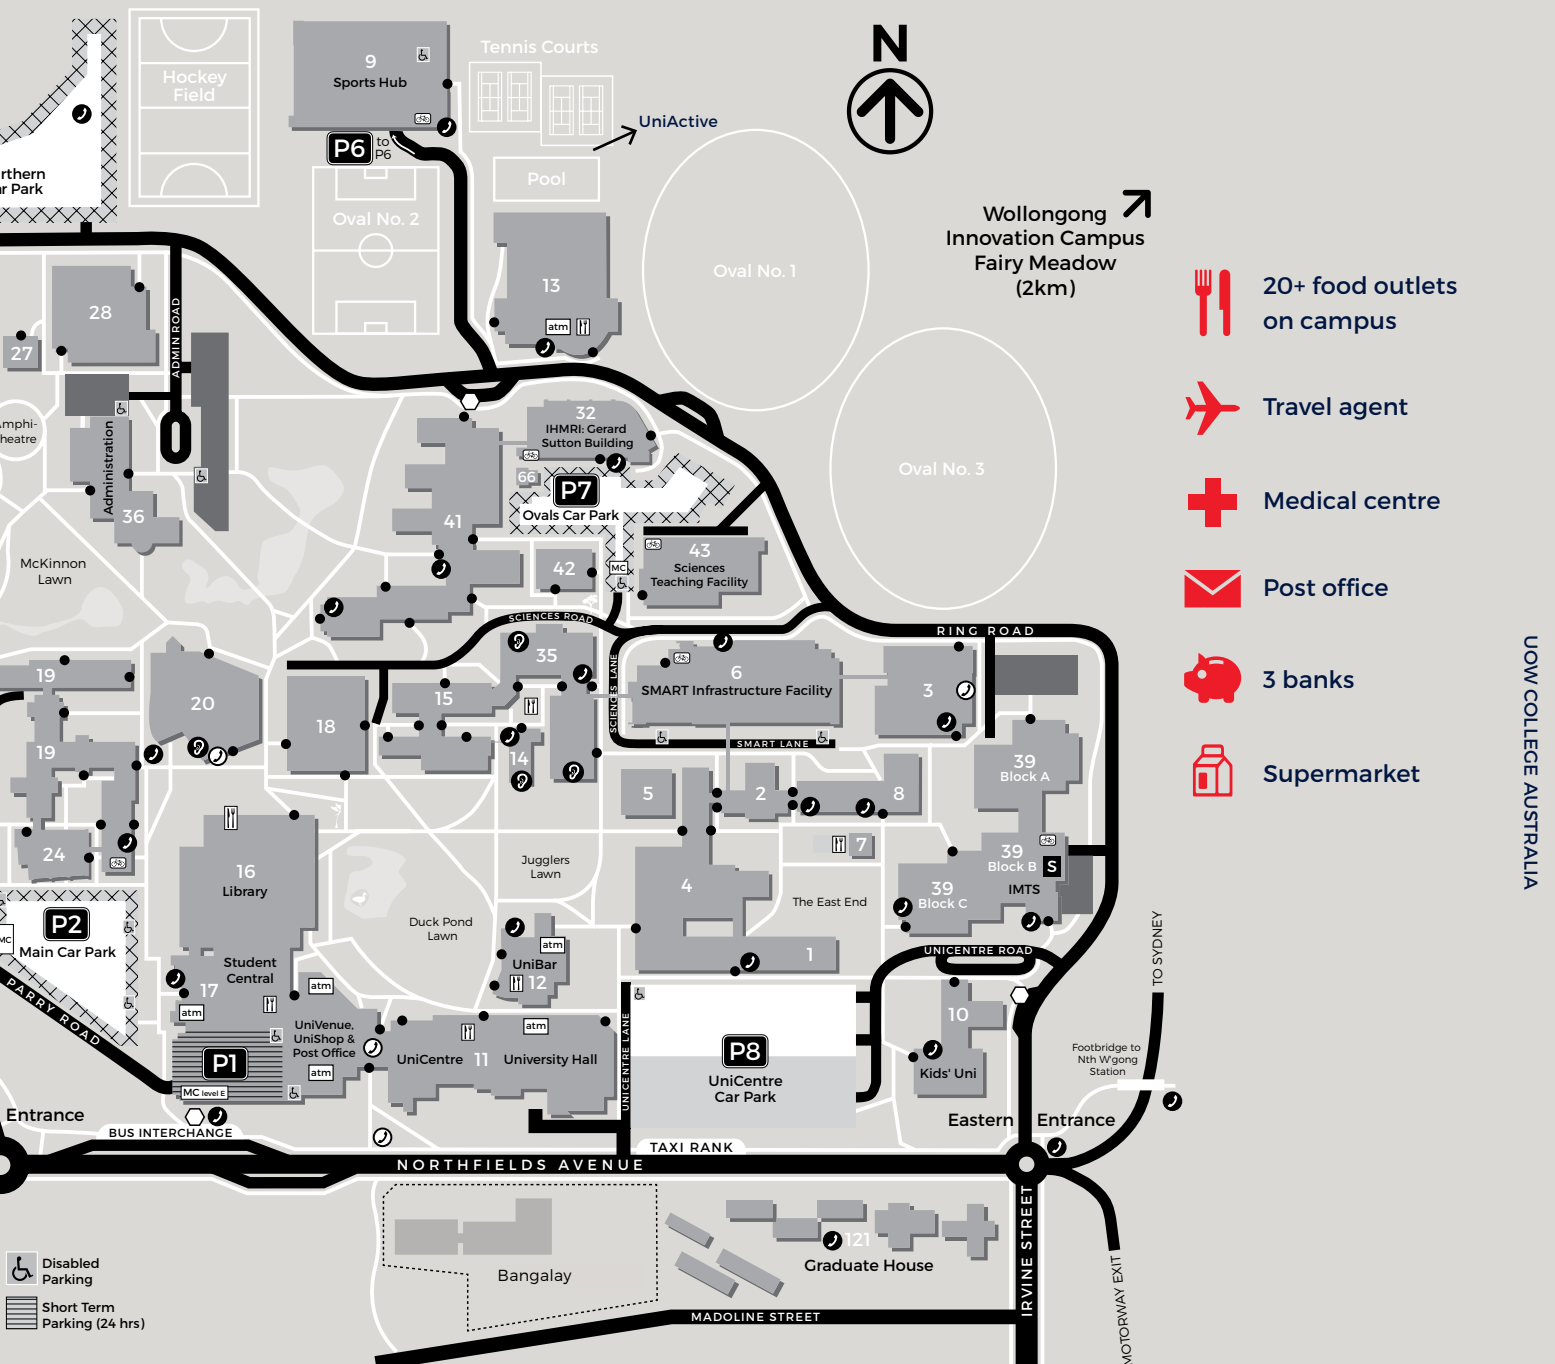 N
Hockey
Field
9
Sports Hub
Tennis Courts
UniActive
P6
to
P6
Pool
rthern
r Park
Oval No. 2
Oval No. 1
Wollongong
Innovation Campus
Fairy Meadow
(2km)
20+ food outlets
on campus
Travel agent
Medical centre
Post office
3 banks
Supermarket
UOW COLLEGE AUSTRALIA
13
atm
28
27
ADMIN ROAD
mphi-
heatre
Administration
36
McKinnon
Lawn
32
IHMRI: Gerard
Sutton Building
66
P7
Ovals Car Park
Oval No. 3
41
42
MC
43
Sciences
Teaching Facility
SCIENCES ROAD
RING ROAD
SCIENCES LANE
35
6
SMART Infrastructure Facility
3
SMART LANE
19
20
18
15
14
19
39
Block A
5
2
8
7
24
16
Library
Jugglers
Lawn
4
The East End
39
Block B
S
IMTS
39
Block C
P2
MC
Main Car Park
PARRY ROAD
Duck Pond
Lawn
Student
Central
17
atm
atm
UniBar
12
atm
1
UNICENTRE ROAD
TO SYDNEY
UniVenue,
UniShop &
Post Office
atm
P1
MC level E
UniCentre
11
atm
University Hall
UNICENTRE LANE
P8
UniCentre
Car Park
10
Kids' Uni
Footbridge to
Nth W'gong
Station
Entrance
BUS INTERCHANGE
Eastern
Entrance
TAXI RANK
NORTHFIELDS AVENUE
IRVINE STREET
MOTORWAY EXIT
Bangalay
121
Graduate House
MADOLINE STREET
Disabled
Parking
Short Term
Parking (24 hrs)